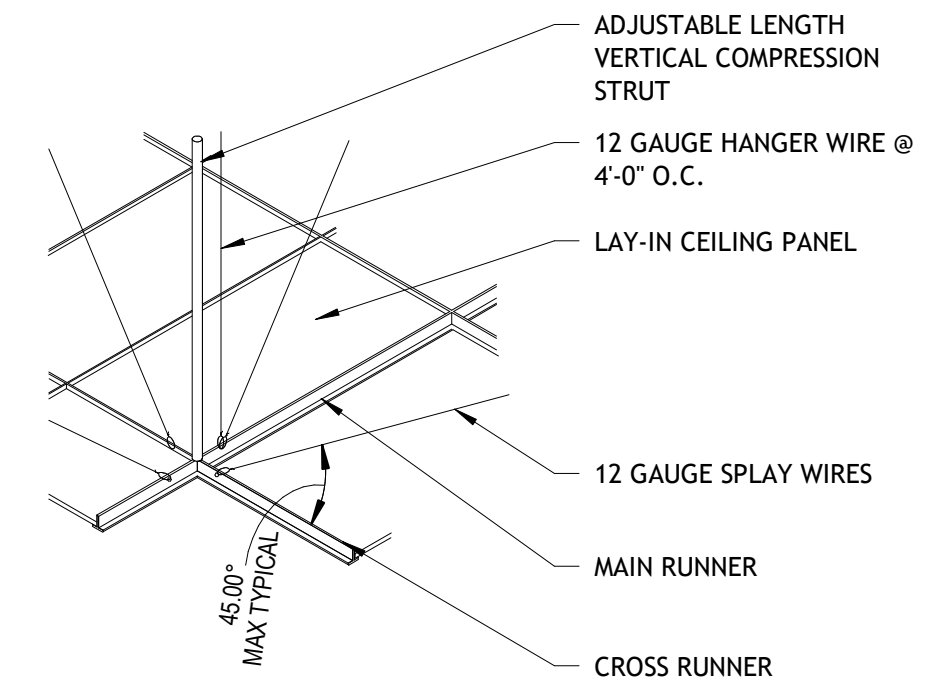 ADJUSTABLE LENGTH
VERTICAL COMPRESSION
STRUT
12 GAUGE HANGER WIRE @
4'-0" O.C.
LAY-IN CEILING PANEL
12 GAUGE SPLAY WIRES
MAIN RUNNER
CROSS RUNNER
45.00°
MAX TYPICAL